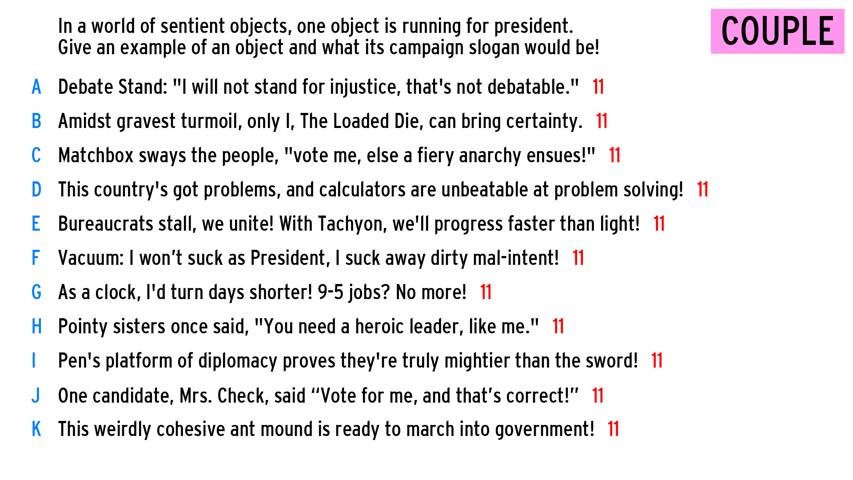 In a world of sentient objects, one object is running for president.
Give an example of an object and what its campaign slogan would be!
COUPLE
A Debate Stand: "I will not stand for injustice, that's not debatable." 11
B Amidst gravest turmoil, only I, The Loaded Die, can bring certainty. 11
C Matchbox sways the people, "vote me, else a fiery anarchy ensues!" 11
D This country's got problems, and calculators are unbeatable at problem solving! 11
E Bureaucrats stall, we unite! With Tachyon, we'll progress faster than light! 11
F Vacuum: I won’t suck as President, I suck away dirty mal-intent! 11
G As a clock, I'd turn days shorter! 9-5 jobs? No more! 11
H Pointy sisters once said, "You need a heroic leader, like me." 11
I Pen's platform of diplomacy proves they're truly mightier than the sword! 11
J One candidate, Mrs. Check, said “Vote for me, and that’s correct!” 11
K This weirdly cohesive ant mound is ready to march into government! 11